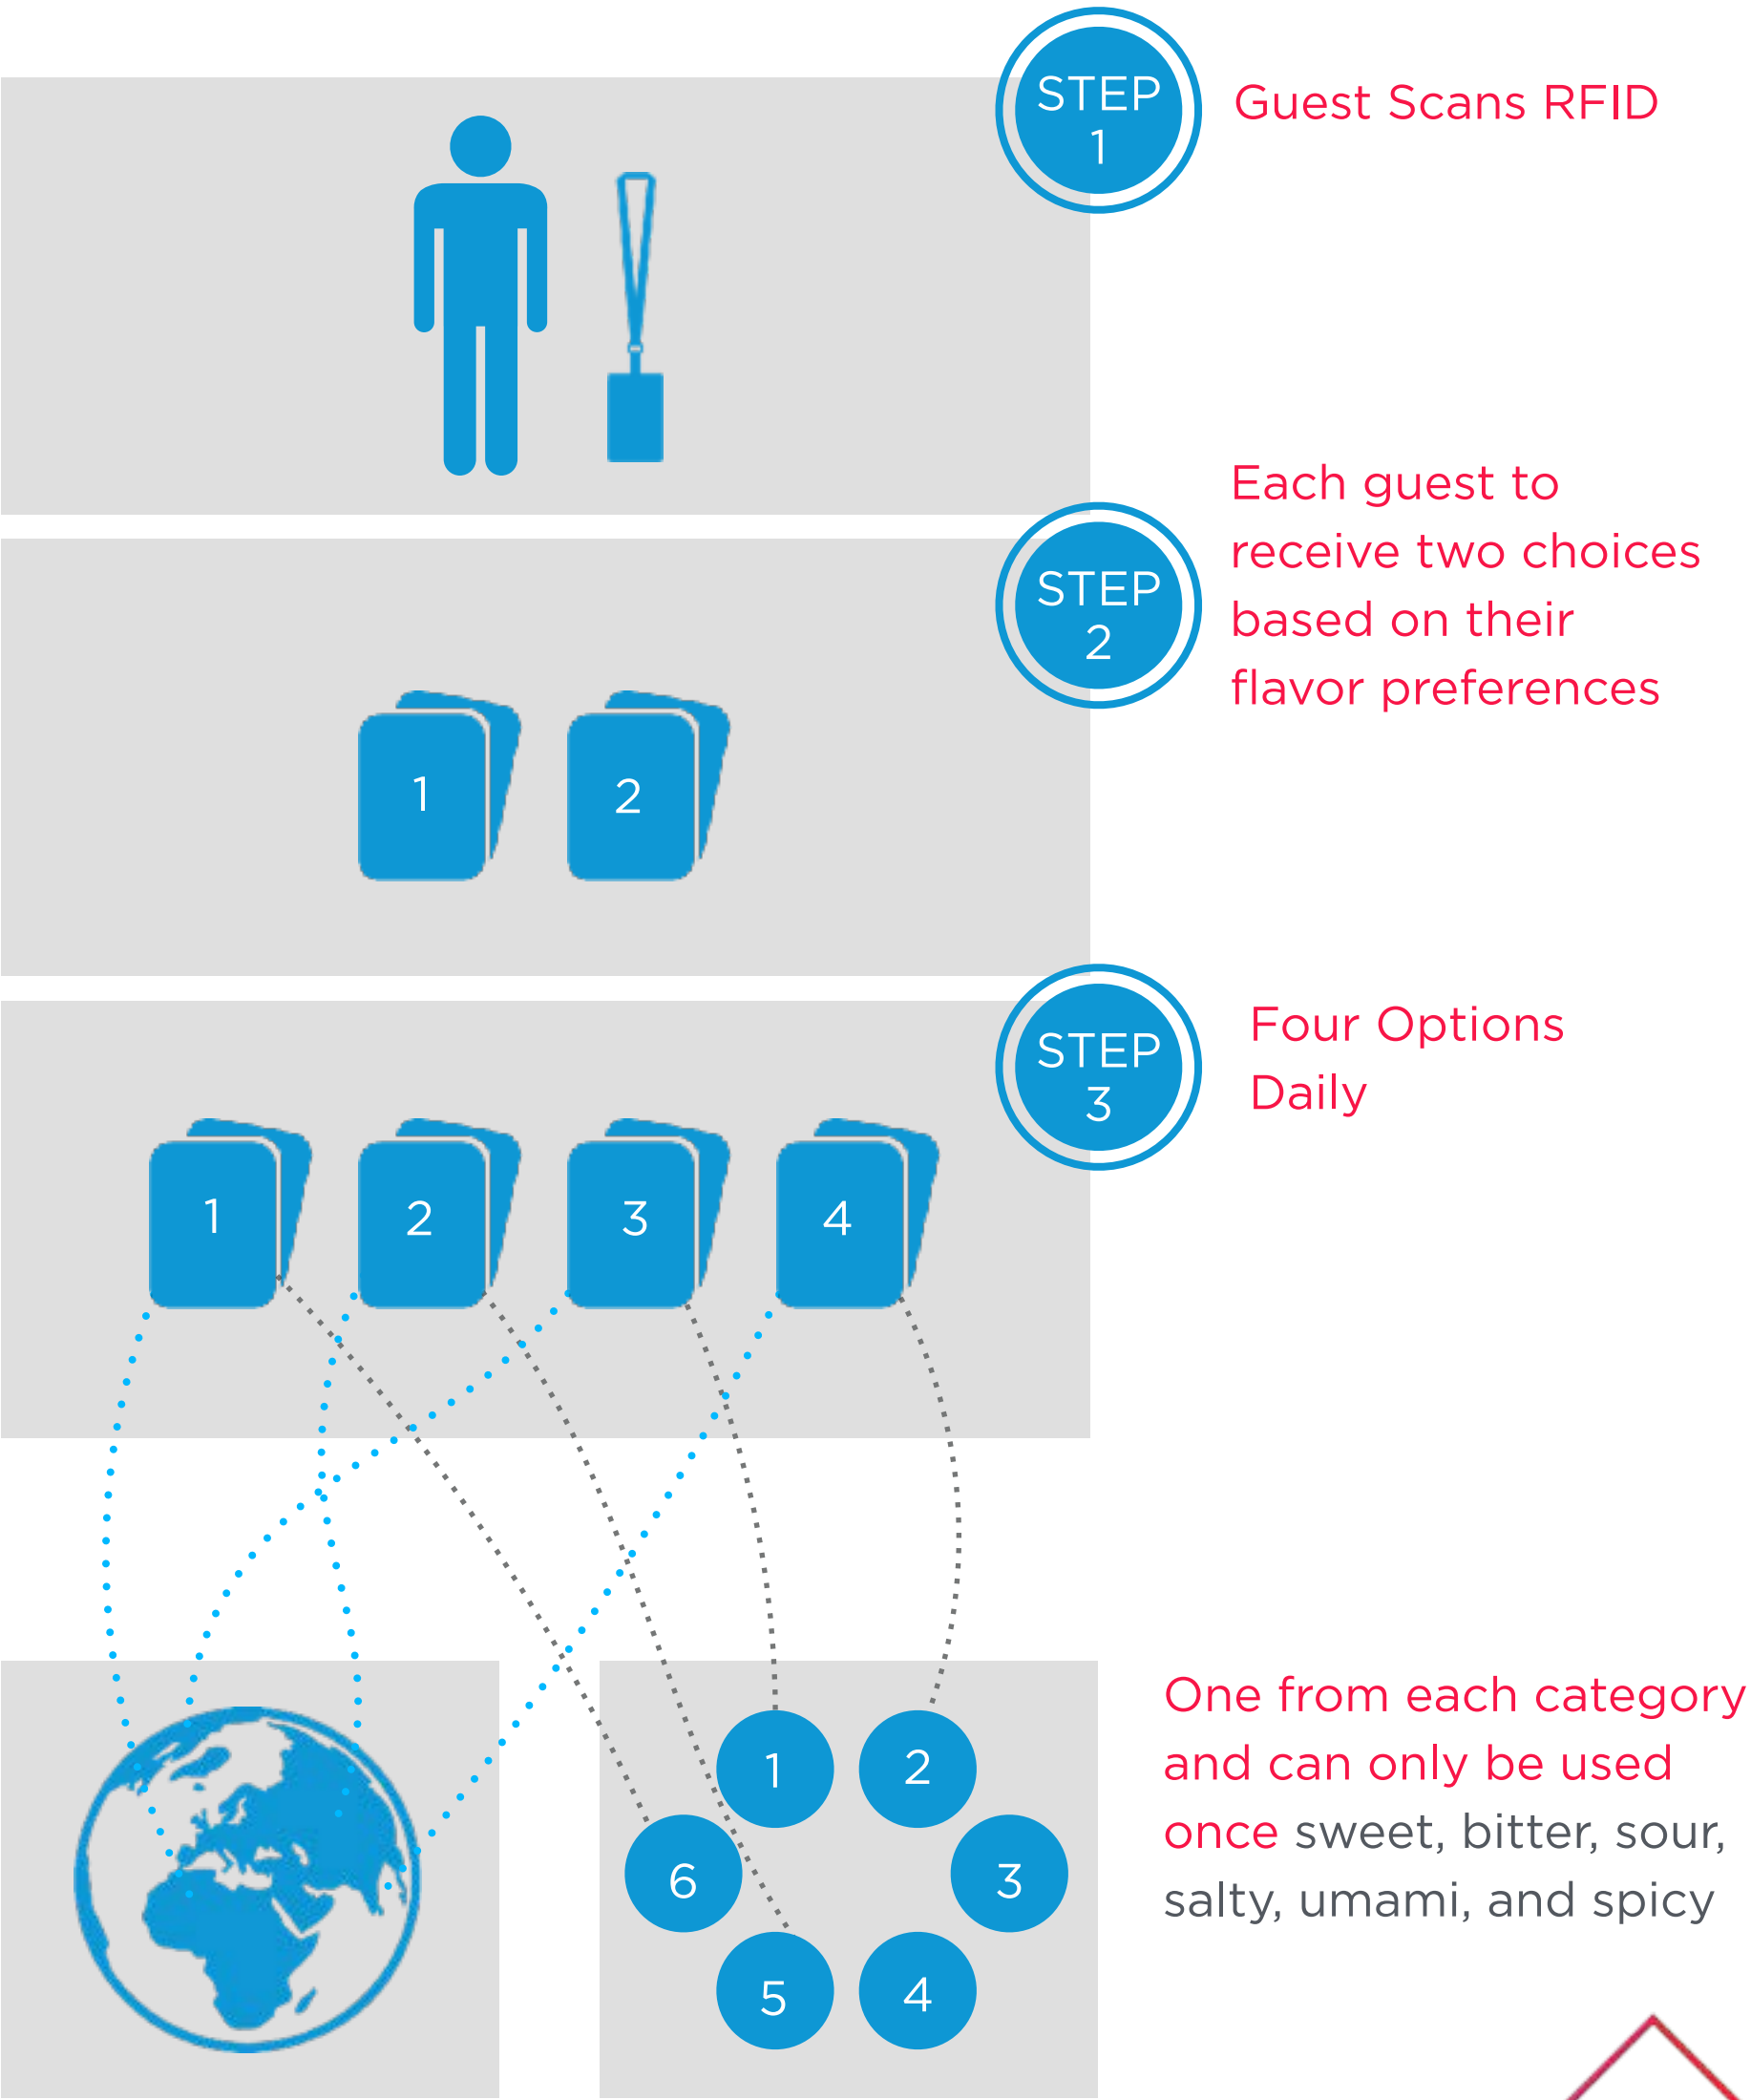 STEP
1
Guest Scans RFID
Each guest to
receive two choices
based on their
flavor preferences
STEP
2
1
2
STEP
3
Four Options
Daily
1
2
3
4
One from each category
and can only be used
once sweet, bitter, sour,
salty, umami, and spicy
1
2
3
4
5
6